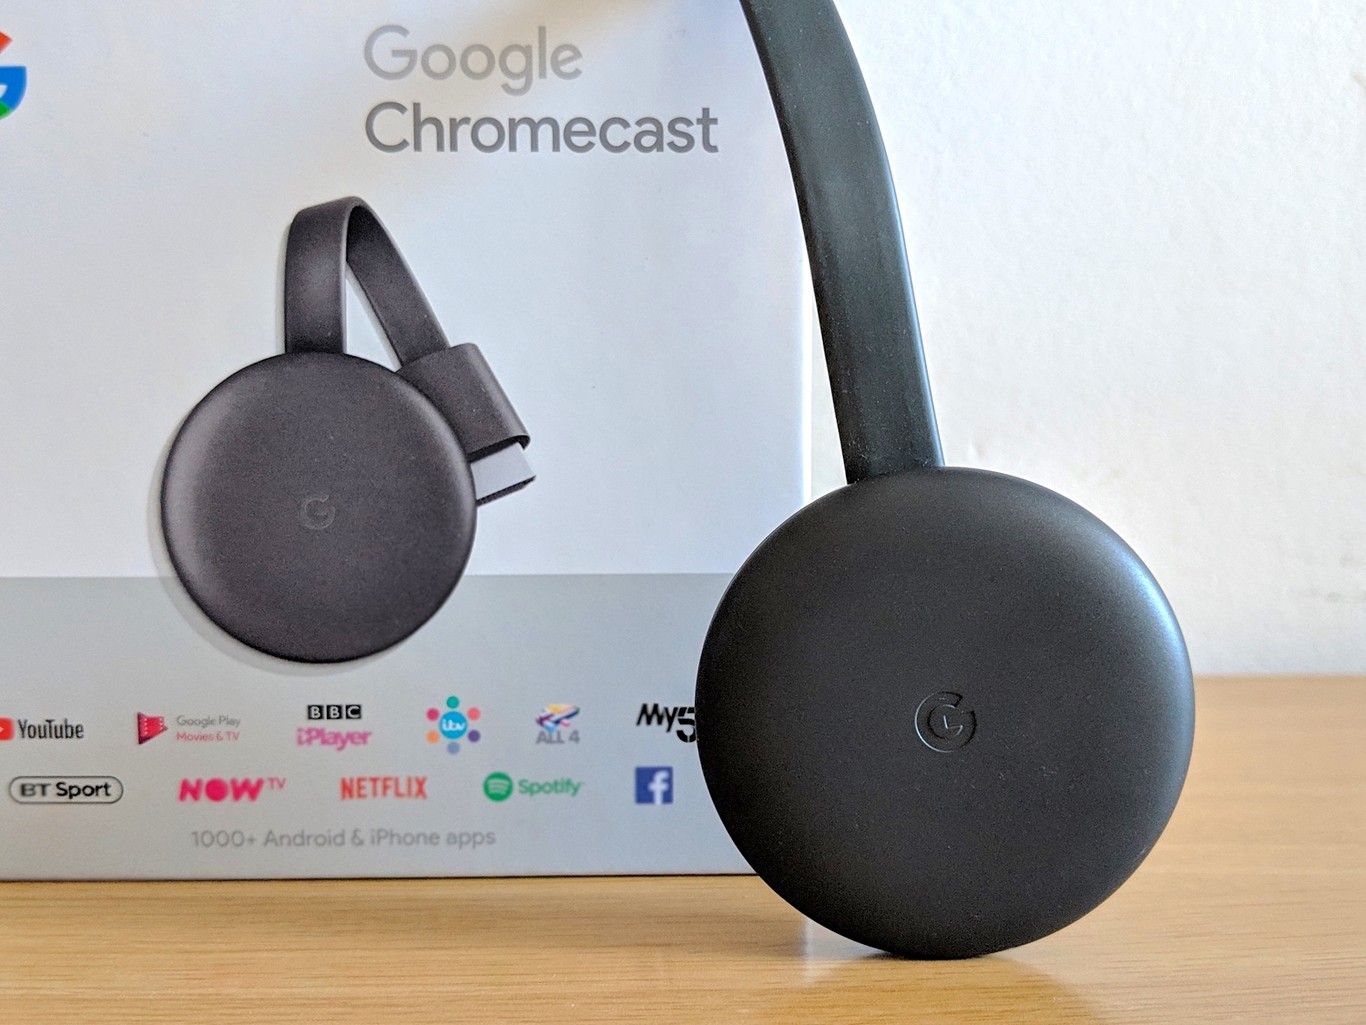 Google
Chromecast
YouTube
Google Play
Movies & TV
BBC
iPlayer
itv
ALL 4
My5
BT Sport
NOW TV
NETFLIX
Spotify
1000+ Android & iPhone apps